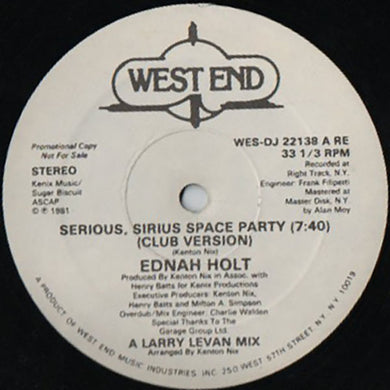 WEST END
Promotional Copy
Not For Sale
STEREO
Kenix Music/
Sugar Biscuit
ASCAP
© ℗ 1981
WES-DJ 22138 A RE
33 1/3 RPM
Recorded at
Right Track, N.Y.
Engineer: Frank Filipetti
Mastered at
Master Disk, N.Y.
by Alan Moy
SERIOUS, SIRIUS SPACE PARTY (7:40)
(CLUB VERSION)
(Kenton Nix)
EDNAH HOLT
Produced By Kenton Nix in Assoc. with
Henry Batts for Kenix Productions
Executive Producers: Kenton Nix,
Henry Batts and Milton A. Simpson
Overdub/Mix Engineer: Charlie Walden
Special Thanks To the
Garage Group Ltd.
A LARRY LEVAN MIX
Arranged By Kenton Nix
A PRODUCT OF WEST END MUSIC INDUSTRIES, INC. 250 WEST 57TH STREET, N.Y. N.Y. 10019